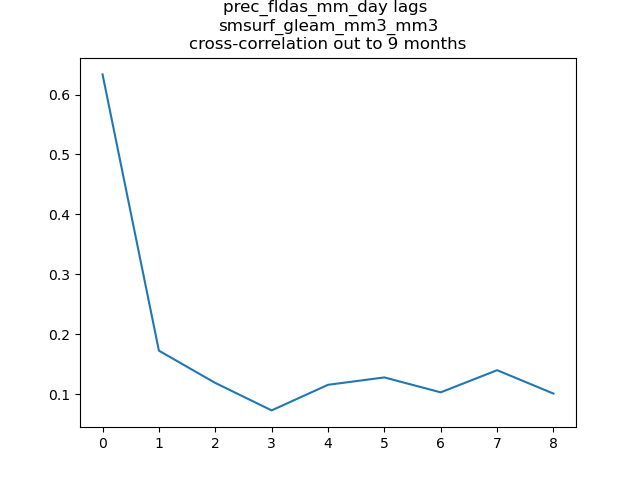 prec_fldas_mm_day lags
smsurf_gleam_mm3_mm3
cross-correlation out to 9 months
0.6
0.5
0.4
0.3
0.2
0.1
0 1 2 3 4 5 6 7 8